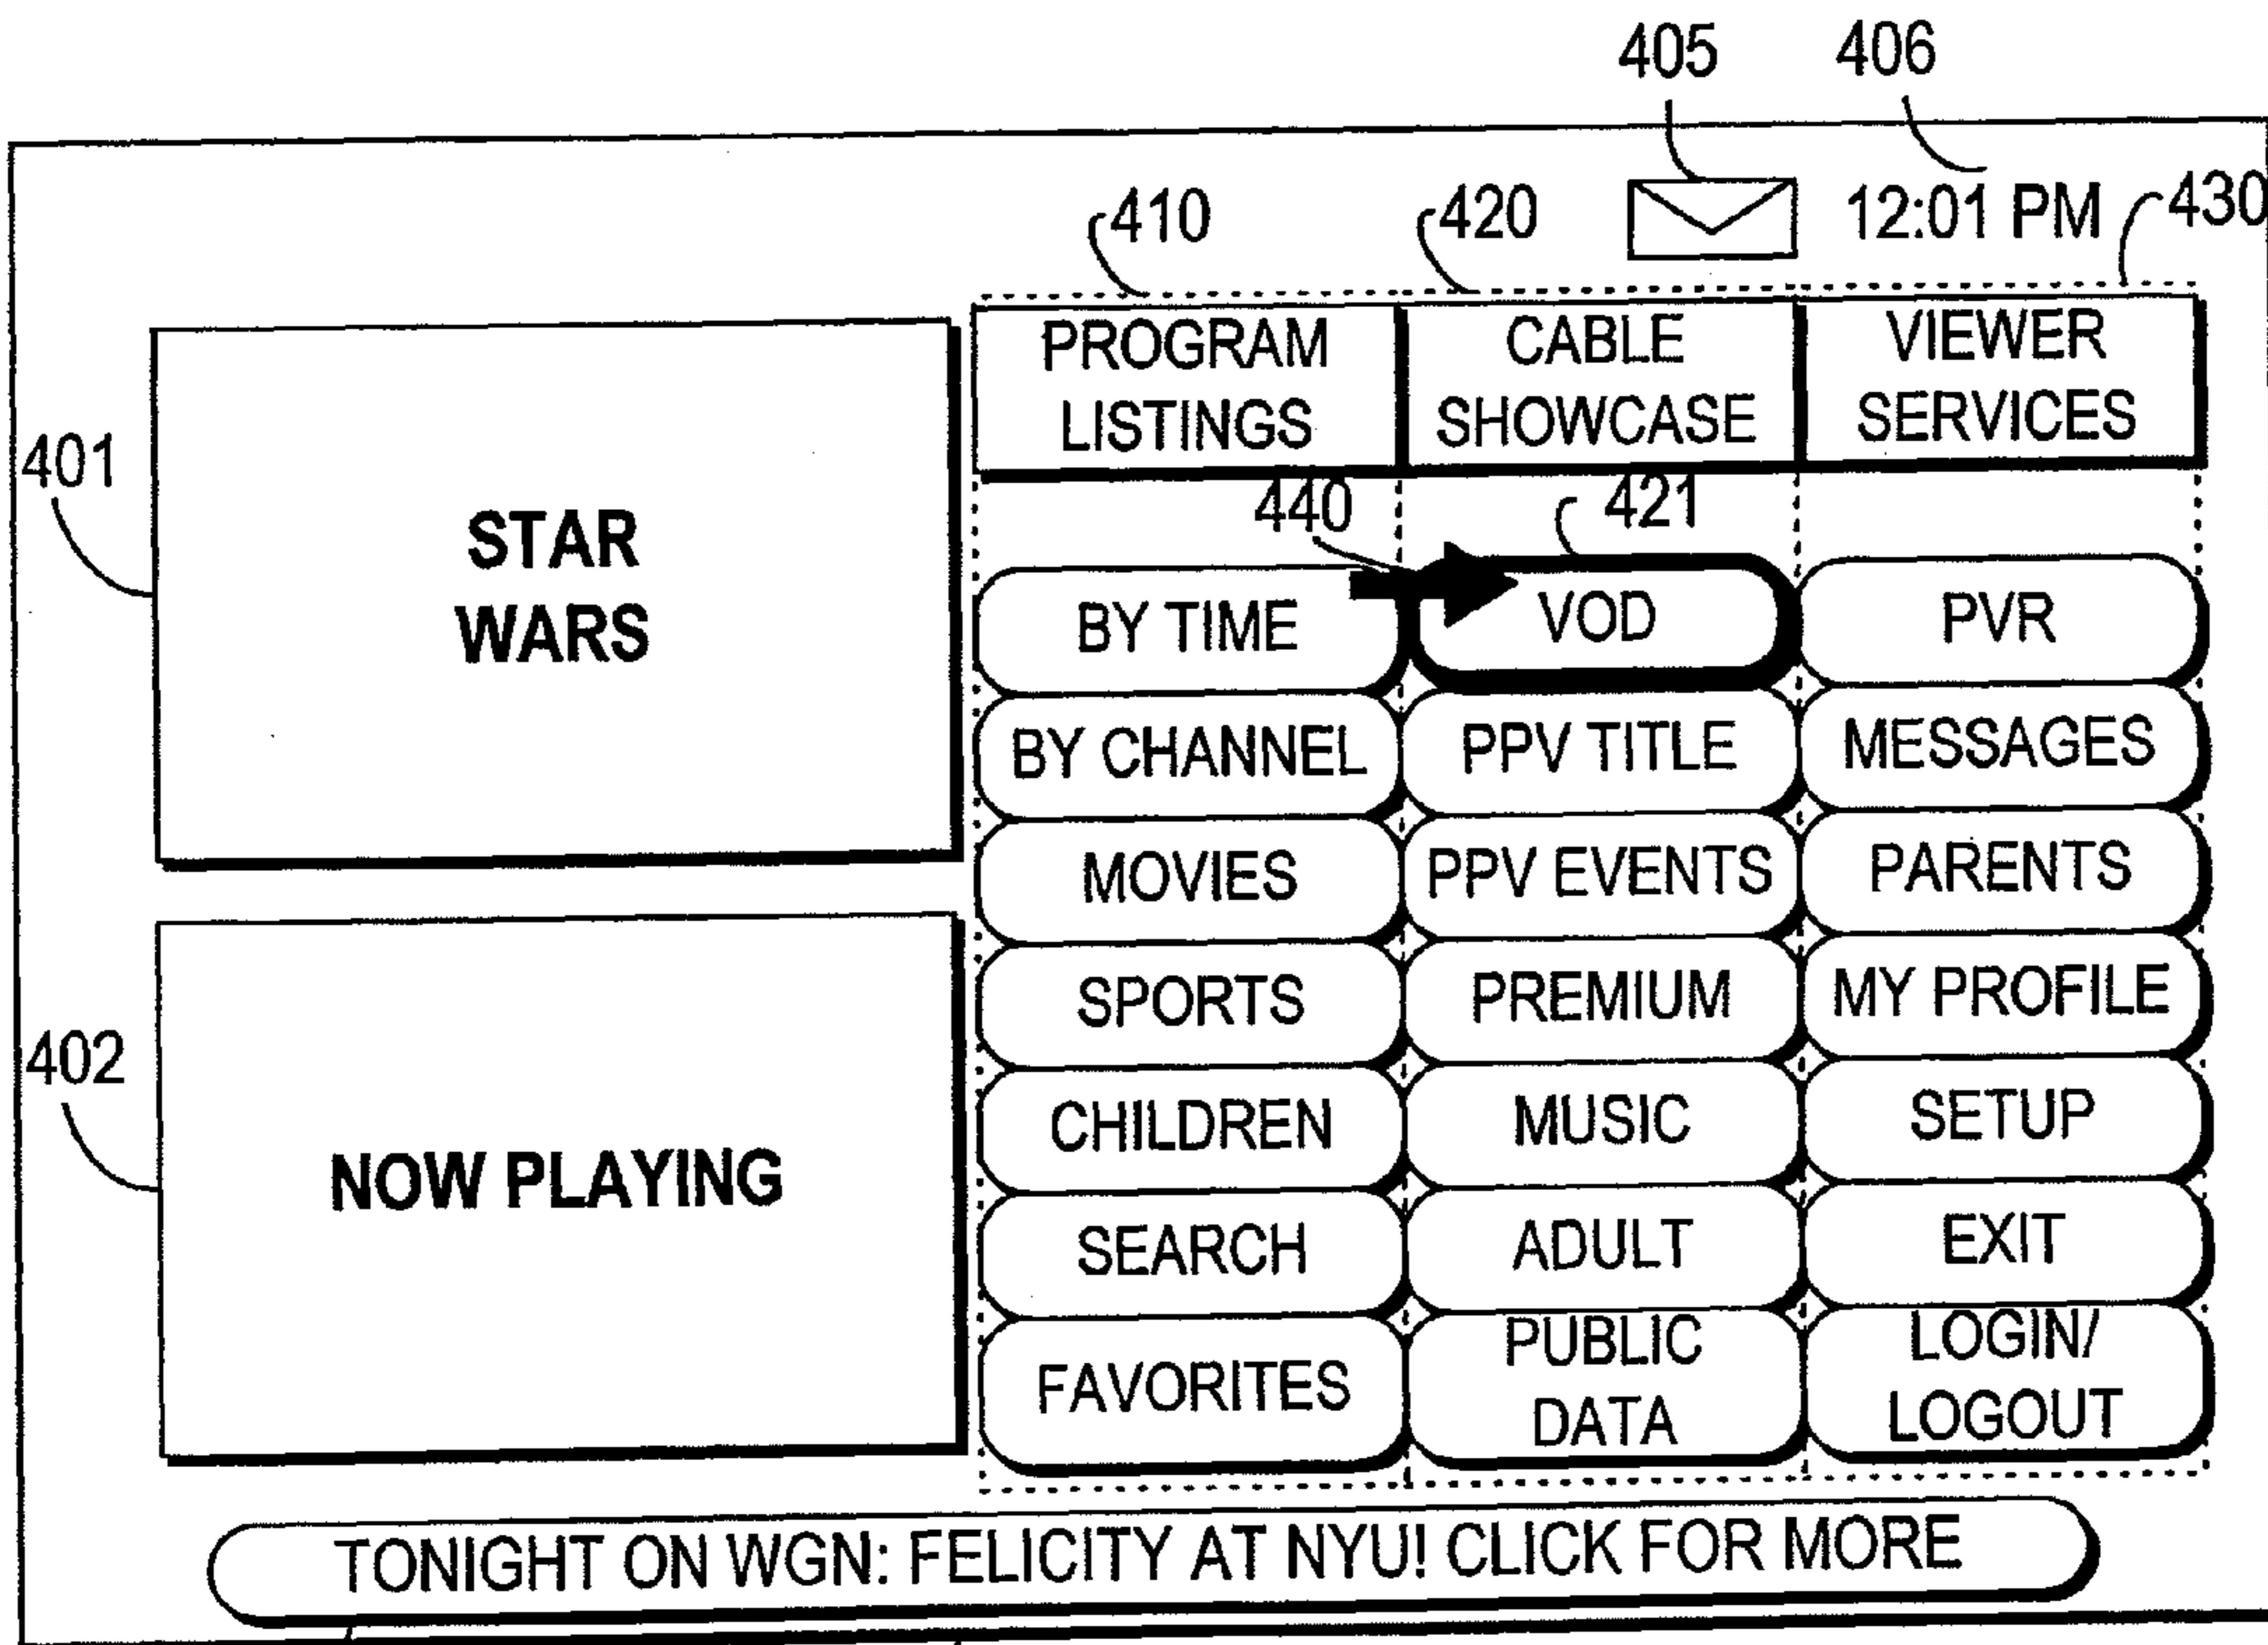 405 406
410 420 12:01 PM 430
PROGRAM
LISTINGS
CABLE
SHOWCASE
VIEWER
SERVICES
401
STAR
WARS
440 421
BY TIME VOD PVR
BY CHANNEL PPV TITLE MESSAGES
MOVIES PPV EVENTS PARENTS
SPORTS PREMIUM MY PROFILE
402
NOW PLAYING
CHILDREN MUSIC SETUP
SEARCH ADULT EXIT
FAVORITES
PUBLIC
DATA
LOGIN/
LOGOUT
TONIGHT ON WGN: FELICITY AT NYU! CLICK FOR MORE